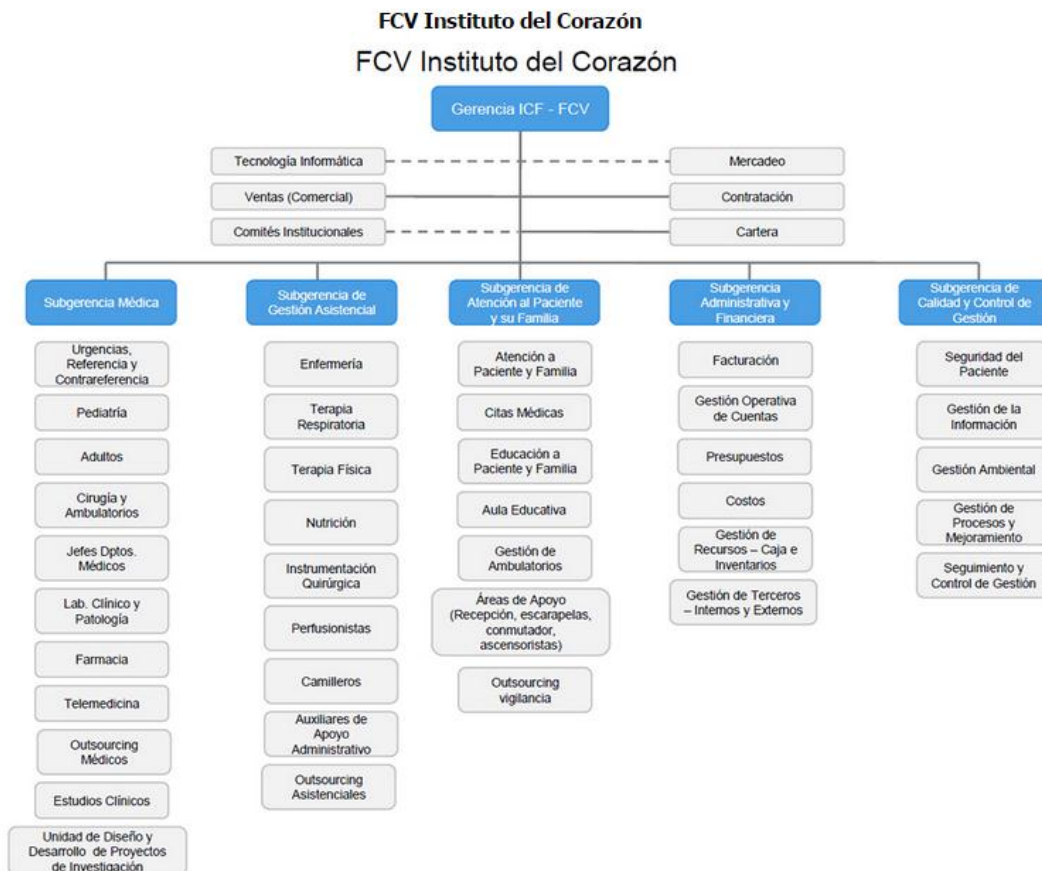 FCV Instituto del Corazón
FCV Instituto del Corazón
Gerencia ICF - FCV
Tecnología Informática
Mercadeo
Ventas (Comercial)
Contratación
Comités Institucionales
Cartera
Subgerencia Médica
Urgencias,
Referencia y
Contrareferencia
Pediatría
Adultos
Cirugía y
Ambulatorios
Jefes Dptos.
Médicos
Lab. Clínico y
Patología
Farmacia
Telemedicina
Outsourcing
Médicos
Estudios Clínicos
Unidad de Diseño y
Desarrollo de Proyectos
de Investigación
Subgerencia de
Gestión Asistencial
Enfermería
Terapia
Respiratoria
Terapia Física
Nutrición
Instrumentación
Quirúrgica
Perfusionistas
Camilleros
Auxiliares de
Apoyo
Administrativo
Outsourcing
Asistenciales
Subgerencia de
Atención al Paciente
y su Familia
Atención a
Paciente y Familia
Citas Médicas
Educación a
Paciente y Familia
Aula Educativa
Gestión de
Ambulatorios
Áreas de Apoyo
(Recepción, escarapelas,
conmutador,
ascensoristas)
Outsourcing
vigilancia
Subgerencia
Administrativa y
Financiera
Facturación
Gestión Operativa
de Cuentas
Presupuestos
Costos
Gestión de
Recursos – Caja e
Inventarios
Gestión de Terceros
– Internos y Externos
Subgerencia de
Calidad y Control de
Gestión
Seguridad del
Paciente
Gestión de la
Información
Gestión Ambiental
Gestión de
Procesos y
Mejoramiento
Seguimiento y
Control de Gestión